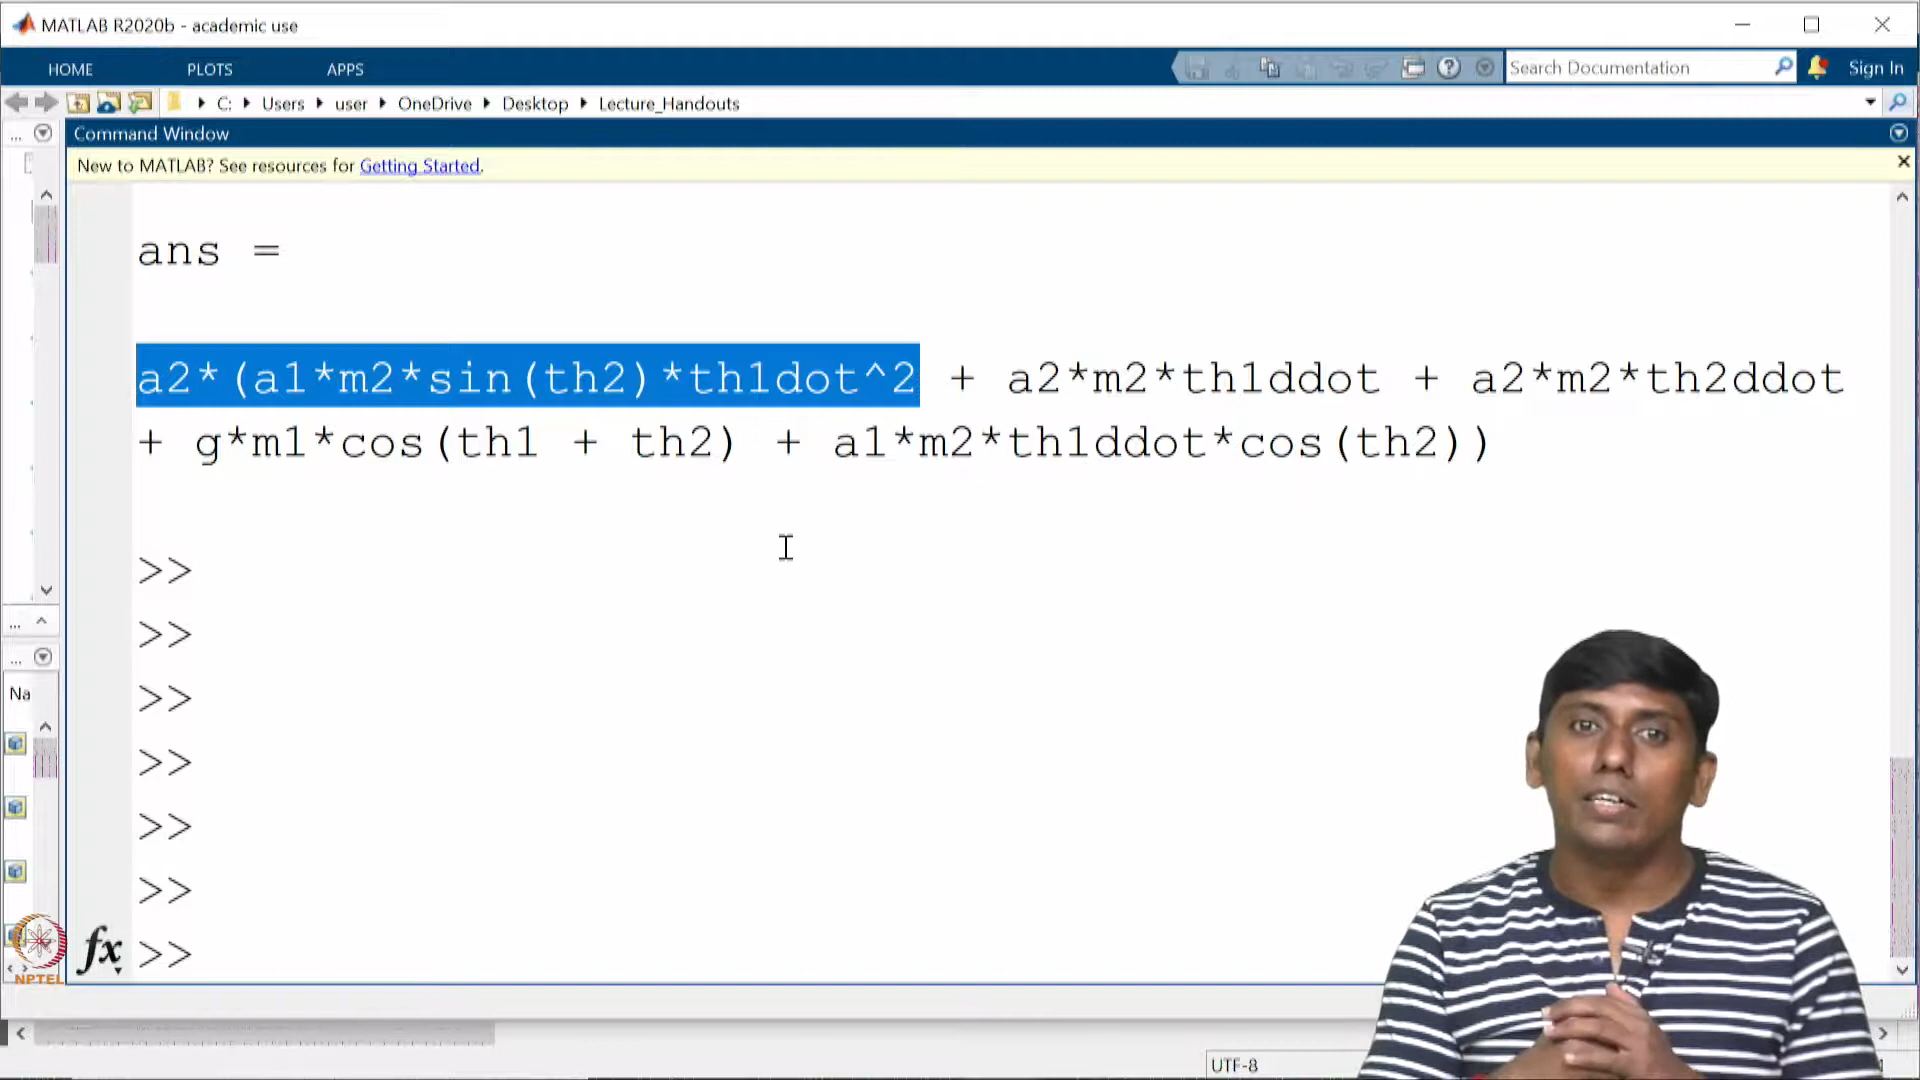 MATLAB R2020b - academic use
HOME PLOTS APPS
Search Documentation
Sign In
C: Users user OneDrive Desktop Lecture_Handouts
... Command Window
New to MATLAB? See resources for Getting Started.
ans =
a2*(a1*m2*sin(th2)*th1dot^2 + a2*m2*th1ddot + a2*m2*th2ddot
+ g*m1*cos(th1 + th2) + a1*m2*th1ddot*cos(th2))
>>
>>
...
...
Na
>>
>>
>>
>>
fx >>
NPTEL
UTF-8